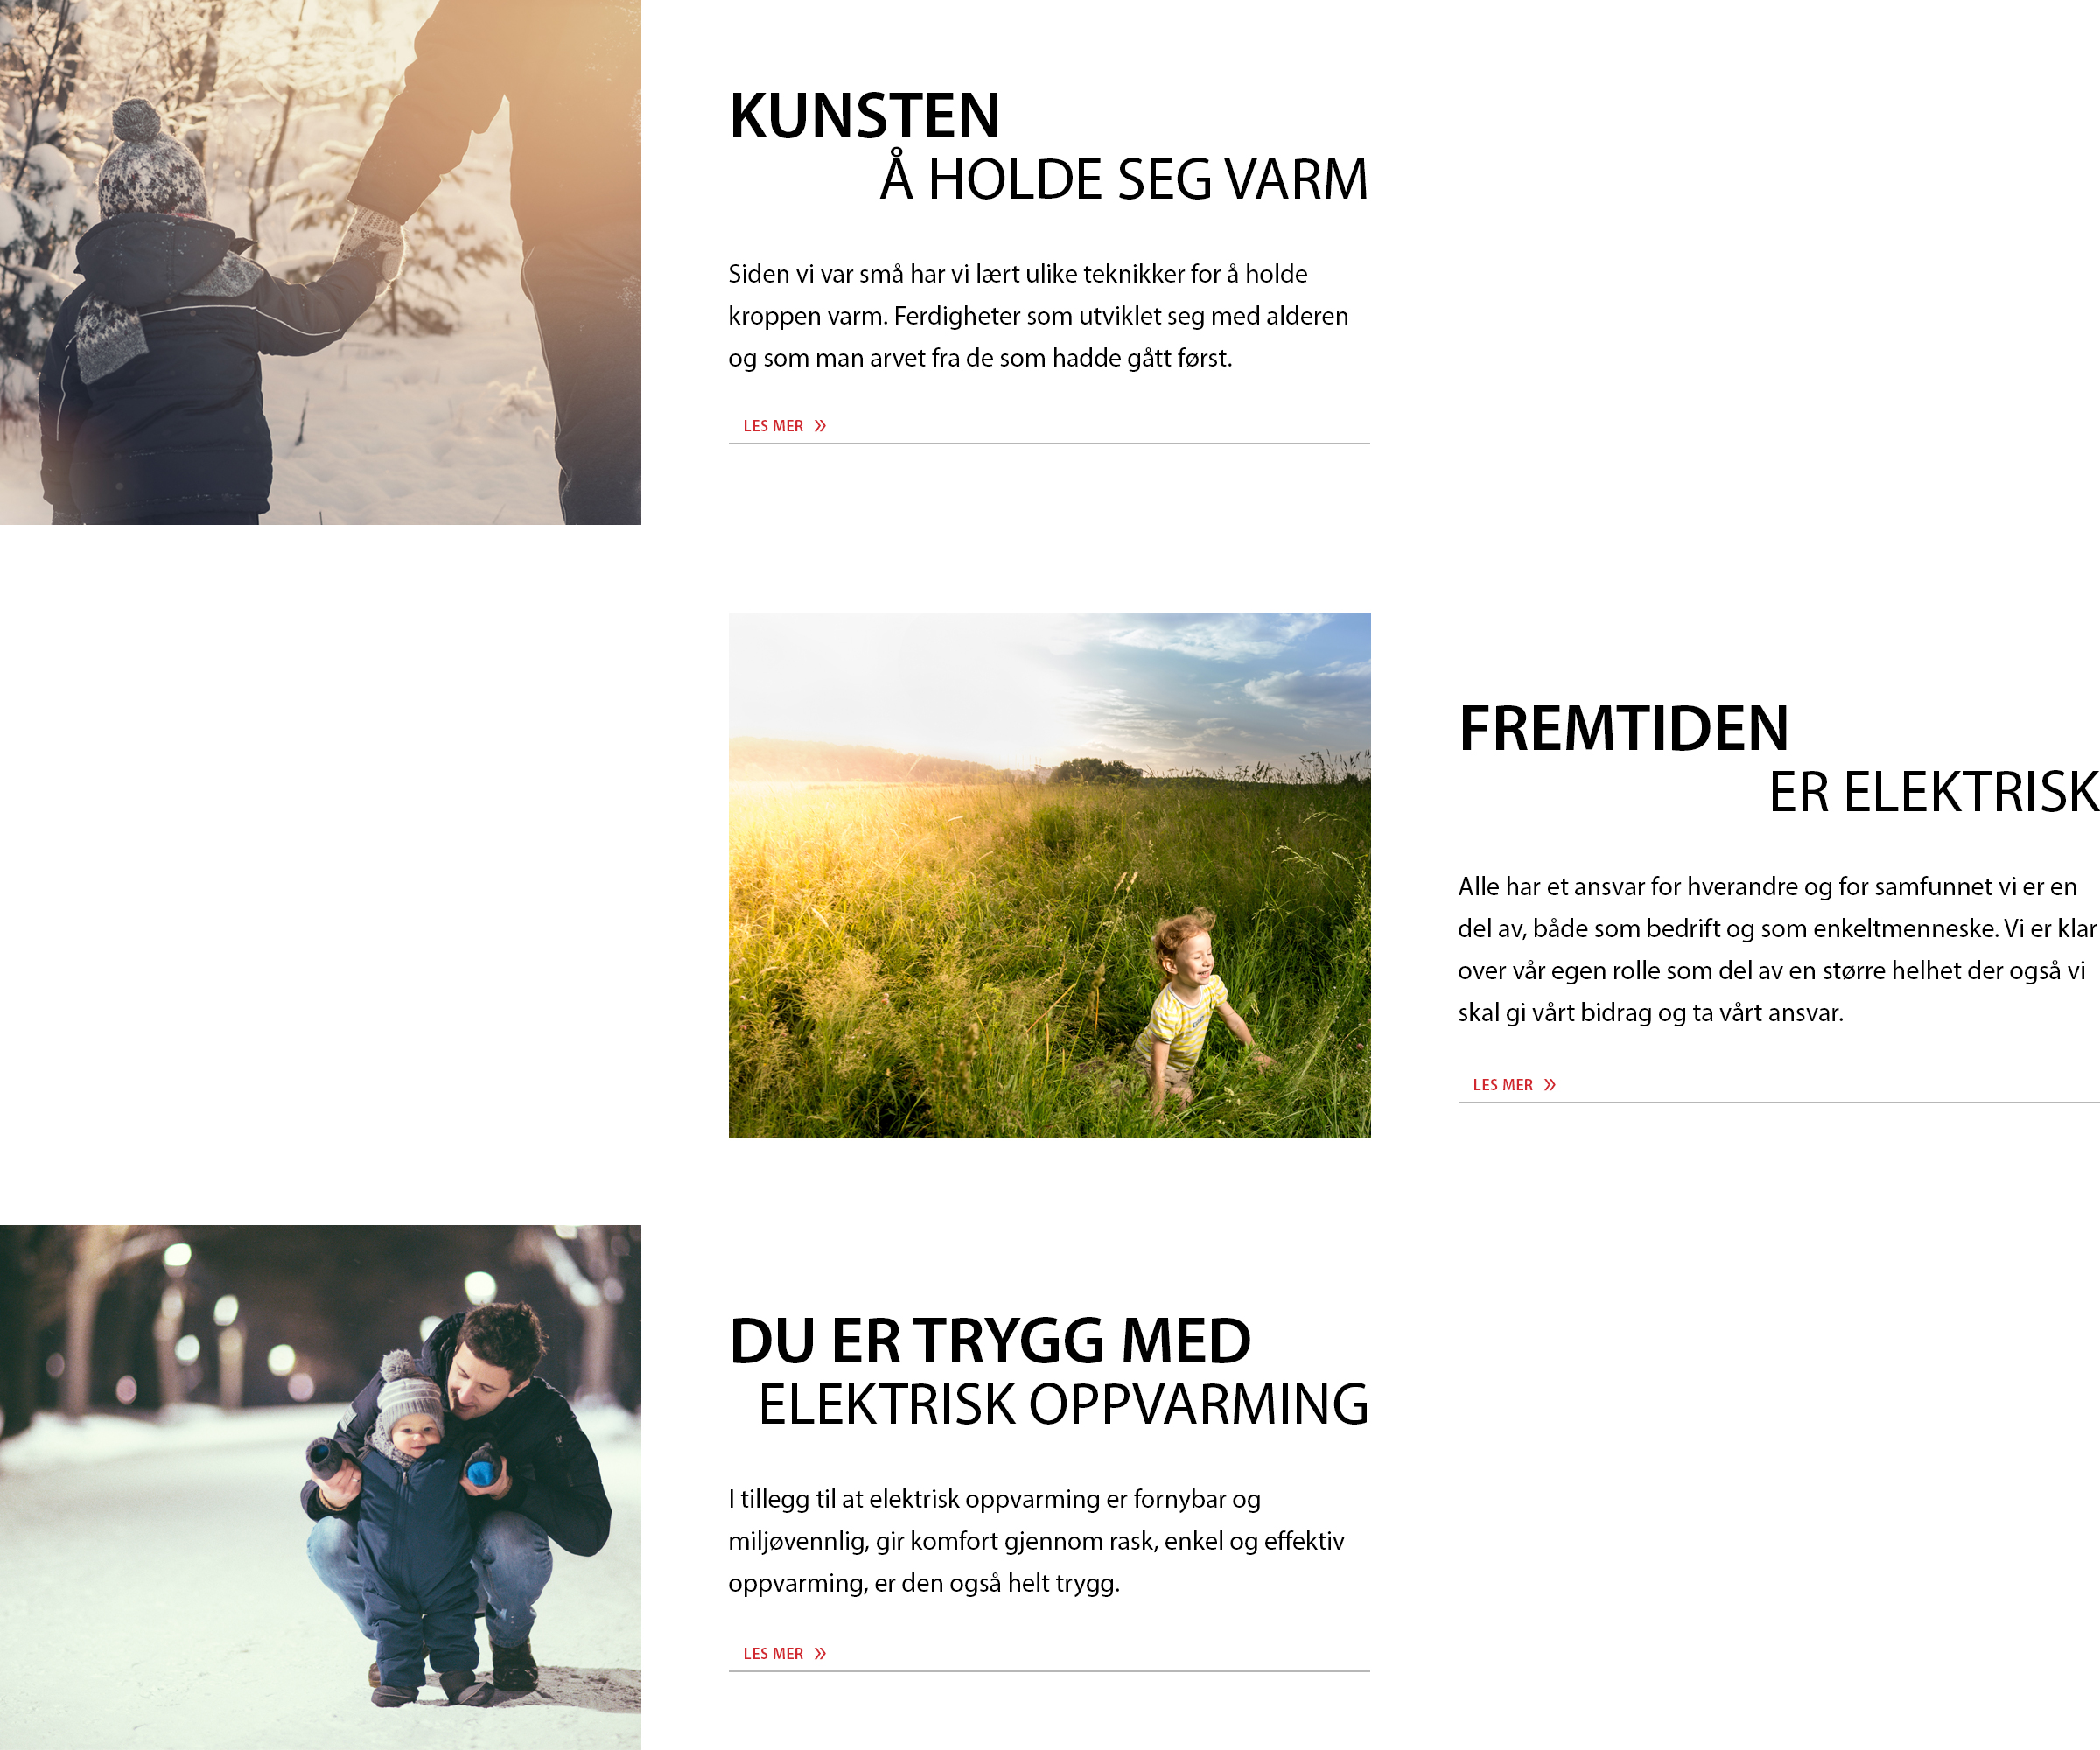 KUNSTEN
Å HOLDE SEG VARM
Siden vi var små har vi lært ulike teknikker for å holde
kroppen varm. Ferdigheter som utviklet seg med alderen
og som man arvet fra de som hadde gått først.
LES MER »
FREMTIDEN
ER ELEKTRISK
Alle har et ansvar for hverandre og for samfunnet vi er en
del av, både som bedrift og som enkeltmenneske. Vi er klar
over vår egen rolle som del av en større helhet der også vi
skal gi vårt bidrag og ta vårt ansvar.
LES MER »
DU ER TRYGG MED
ELEKTRISK OPPVARMING
I tillegg til at elektrisk oppvarming er fornybar og
miljøvennlig, gir komfort gjennom rask, enkel og effektiv
oppvarming, er den også helt trygg.
LES MER »